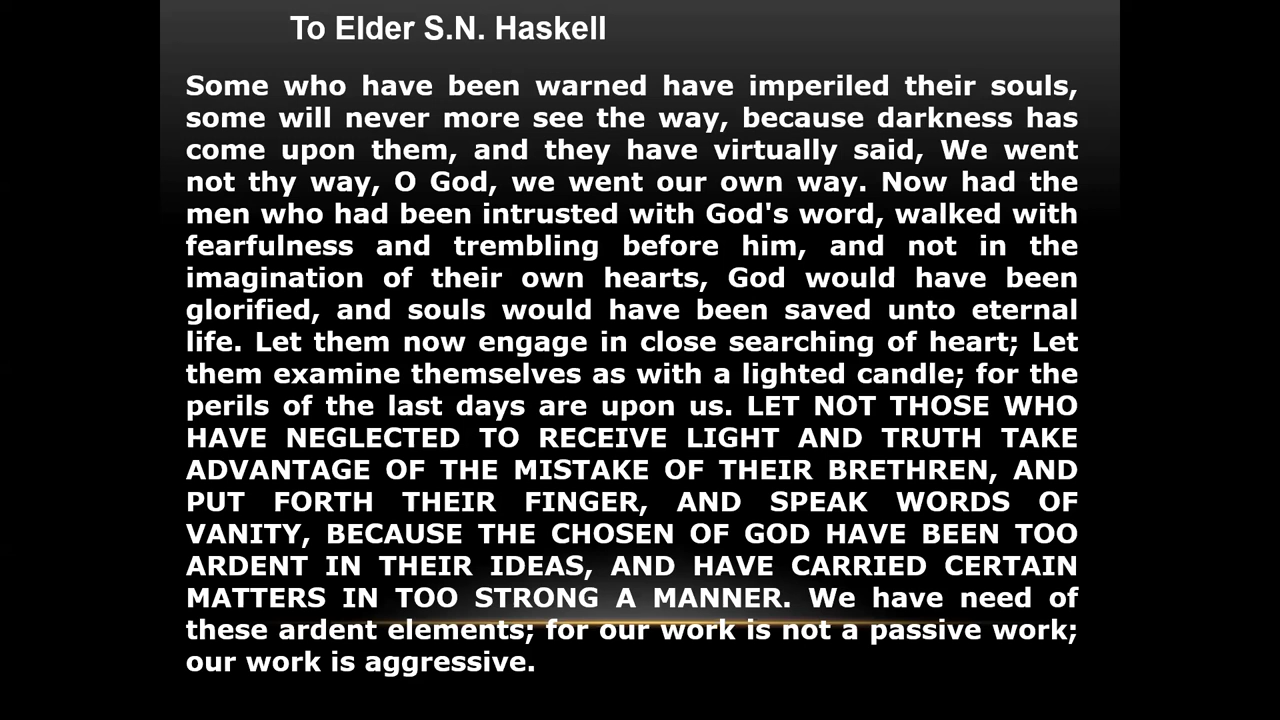 To Elder S.N. Haskell
Some who have been warned have imperiled their souls,
some will never more see the way, because darkness has
come upon them, and they have virtually said, We went
not thy way, O God, we went our own way. Now had the
men who had been intrusted with God's word, walked with
fearfulness and trembling before him, and not in the
imagination of their own hearts, God would have been
glorified, and souls would have been saved unto eternal
life. Let them now engage in close searching of heart; Let
them examine themselves as with a lighted candle; for the
perils of the last days are upon us. LET NOT THOSE WHO
HAVE NEGLECTED TO RECEIVE LIGHT AND TRUTH TAKE
ADVANTAGE OF THE MISTAKE OF THEIR BRETHREN, AND
PUT FORTH THEIR FINGER, AND SPEAK WORDS OF
VANITY, BECAUSE THE CHOSEN OF GOD HAVE BEEN TOO
ARDENT IN THEIR IDEAS, AND HAVE CARRIED CERTAIN
MATTERS IN TOO STRONG A MANNER. We have need of
these ardent elements; for our work is not a passive work;
our work is aggressive.